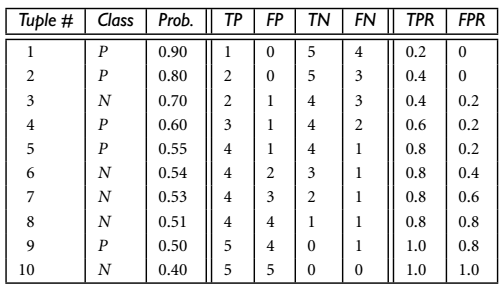 Tuple # Class Prob. TP FP TN FN TPR FPR
1 P 0.90 1 0 5 4 0.2 0
2 P 0.80 2 0 5 3 0.4 0
3 N 0.70 2 1 4 3 0.4 0.2
4 P 0.60 3 1 4 2 0.6 0.2
5 P 0.55 4 1 4 1 0.8 0.2
6 N 0.54 4 2 3 1 0.8 0.4
7 N 0.53 4 3 2 1 0.8 0.6
8 N 0.51 4 4 1 1 0.8 0.8
9 P 0.50 5 4 0 1 1.0 0.8
10 N 0.40 5 5 0 0 1.0 1.0